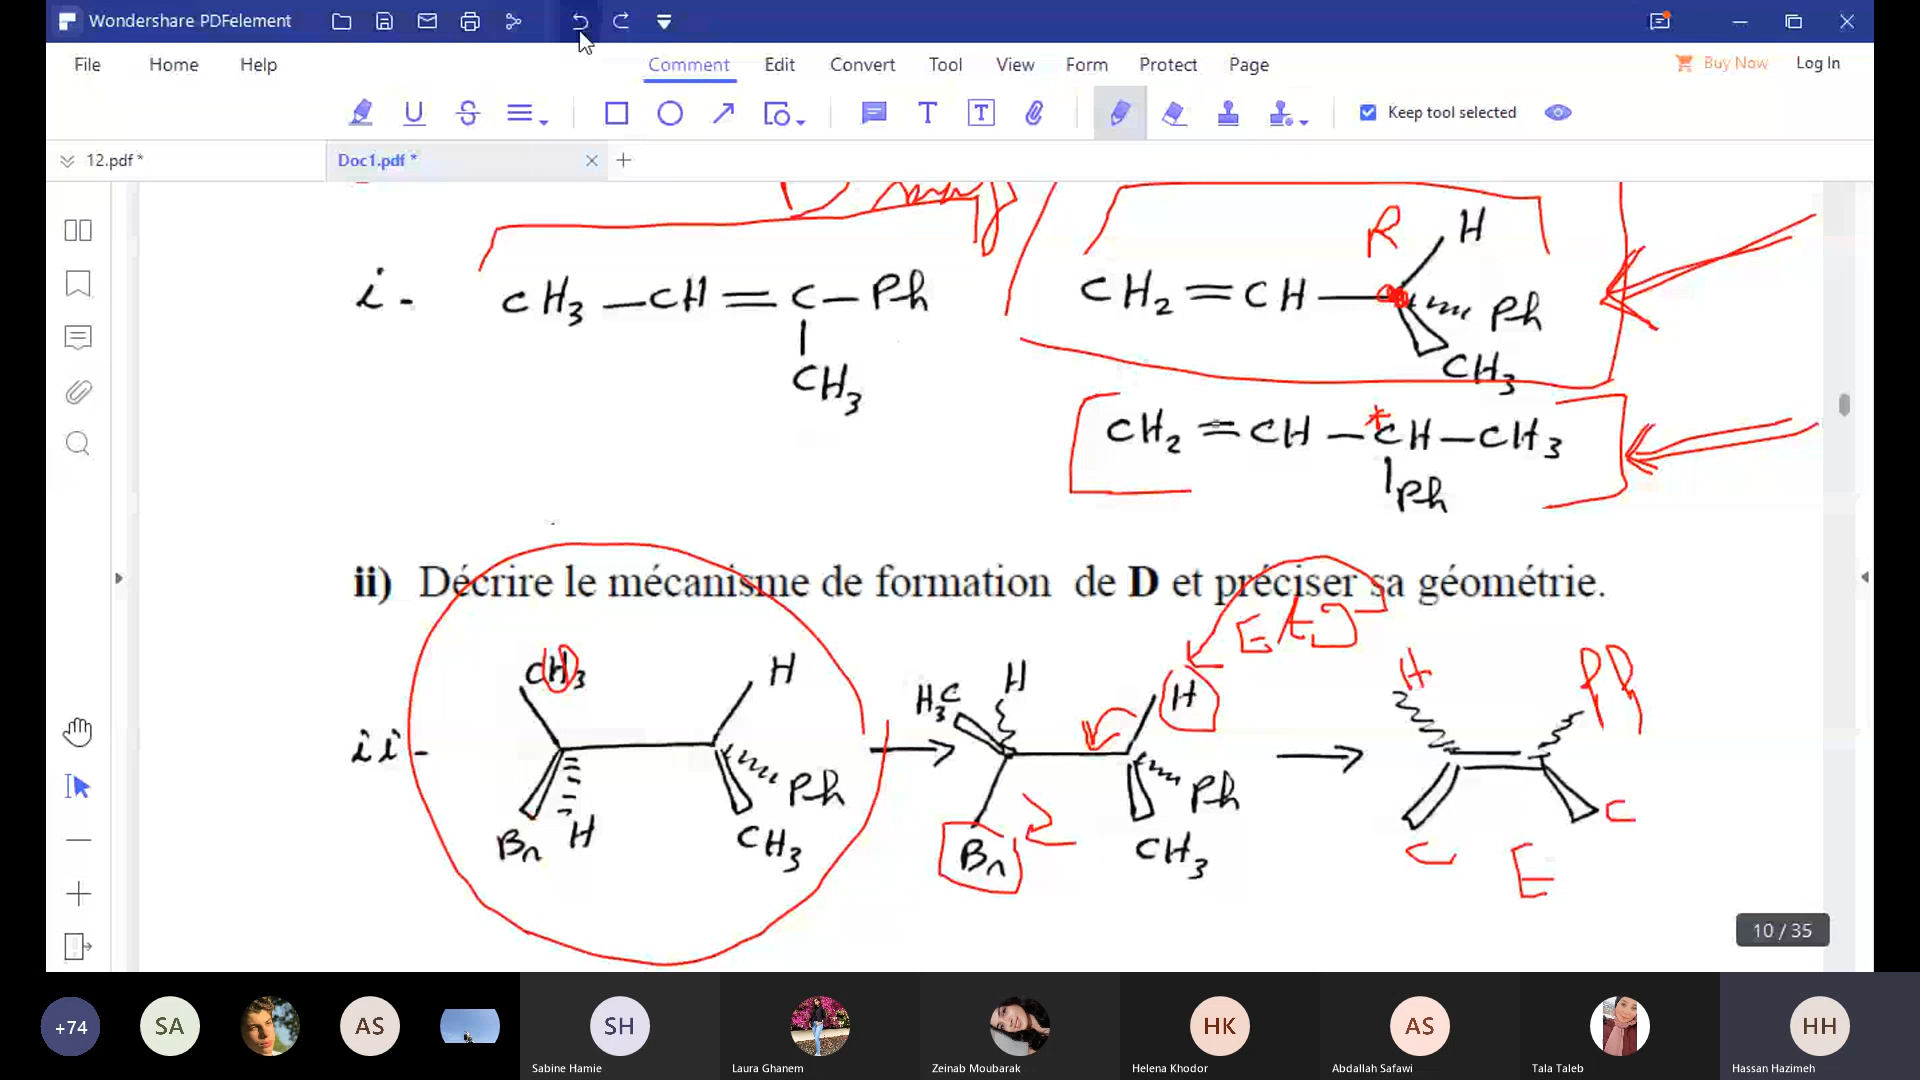 Wondershare PDFelement
File Home Help Comment Edit Convert Tool View Form Protect Page Buy Now Log In
Keep tool selected
12.pdf * Doc1.pdf *
R H
i - CH3 — CH = C — Ph CH2 = CH — Ph
CH3 CH3
CH2 = CH — *CH — CH3
Ph
ii) Décrire le mécanisme de formation de D et préciser sa géométrie.
CH3 H H3C H H H Ph
ii -
Br H CH3 Ph Br CH3 Ph C E C
10 / 35
+74 SA AS SH HK AS HH
Sabine Hamie Laura Ghanem Zeinab Moubarak Helena Khodor Abdallah Safawi Tala Taleb Hassan Hazimeh